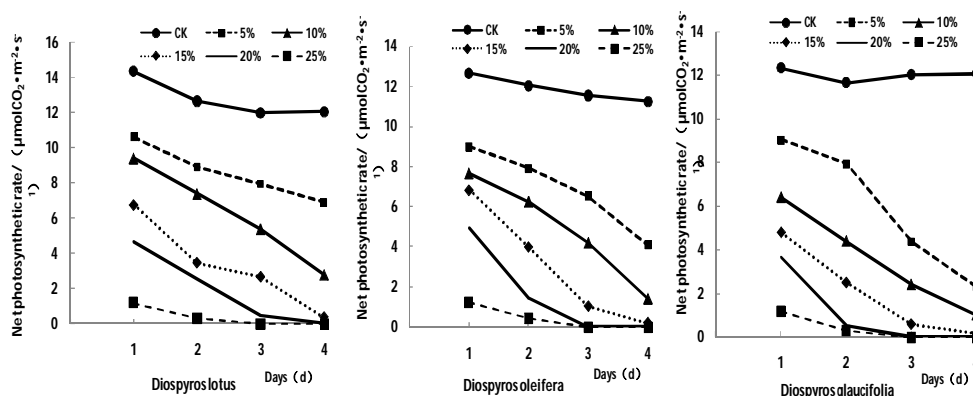 Net photosynthetic rate/ （μmolCO₂•m⁻²•s⁻
¹）
CK 5% 10%
15% 20% 25%
16
14
12
10
8
6
4
2
0
1 2 3 4
Days（d）
Diospyros lotus
Net photosynthetic rate/ （μmolCO₂•m⁻²•s⁻
¹）
CK 5% 10%
15% 20% 25%
14
12
10
8
6
4
2
0
1 2 3 4
Days（d）
Diospyros oleifera
Net photosynthetic rate/ （μmolCO₂•m⁻²•s⁻
¹）
CK 5% 10%
15% 20% 25%
14
12
10
8
6
4
2
0
1 2 3 4
Days（d）
Diospyros glaucifolia